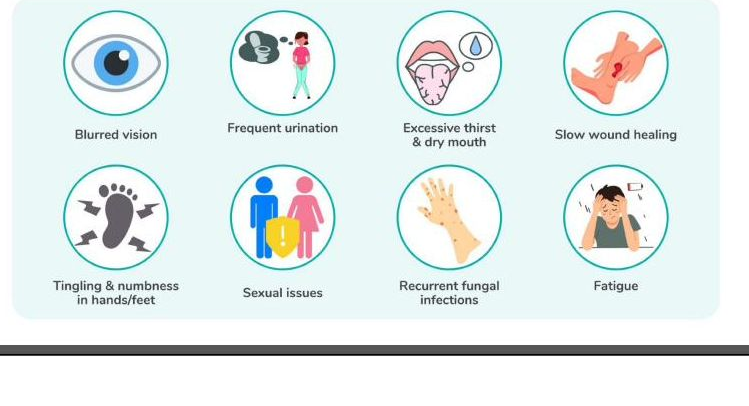 Blurred vision
Frequent urination
Excessive thirst
& dry mouth
Slow wound healing
Tingling & numbness
in hands/feet
Sexual issues
Recurrent fungal
infections
Fatigue